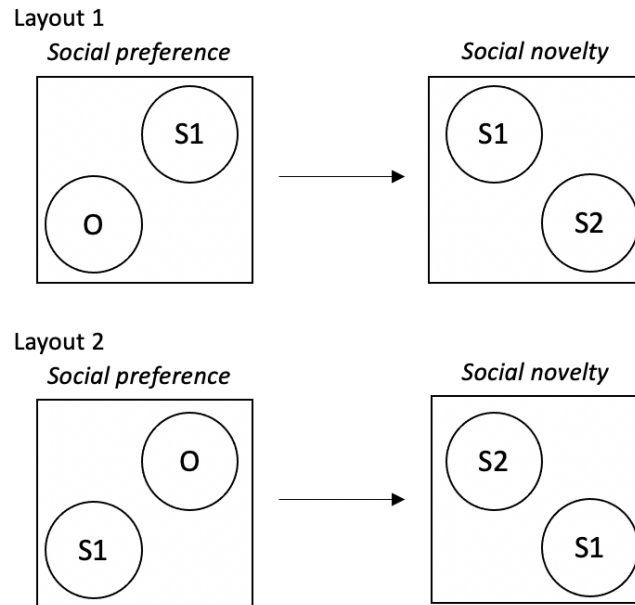 Layout 1
Social preference Social novelty
S1 S1
O S2
Layout 2
Social preference Social novelty
O S2
S1 S1